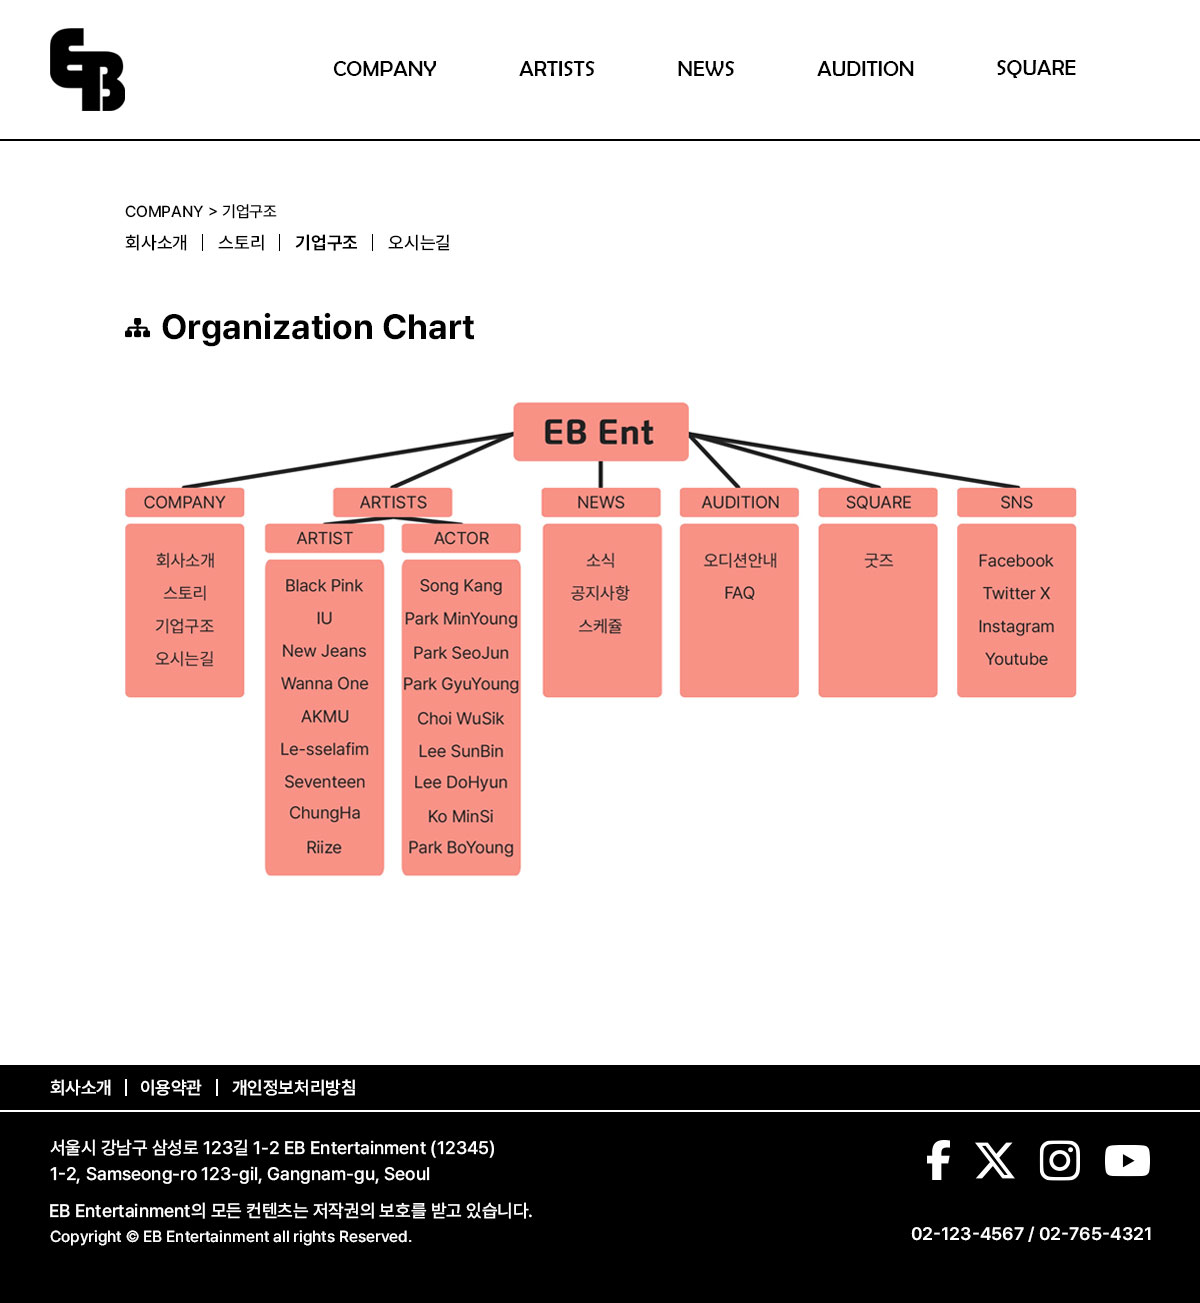 EB
COMPANY ARTISTS NEWS AUDITION SQUARE
COMPANY > 기업구조
회사소개 | 스토리 | 기업구조 | 오시는길
Organization Chart
EB Ent
COMPANY
회사소개
스토리
기업구조
오시는길
ARTISTS
ARTIST
Black Pink
IU
New Jeans
Wanna One
AKMU
Le-sselafim
Seventeen
ChungHa
Riize
ACTOR
Song Kang
Park MinYoung
Park SeoJun
Park GyuYoung
Choi WuSik
Lee SunBin
Lee DoHyun
Ko MinSi
Park BoYoung
NEWS
소식
공지사항
스케쥴
AUDITION
오디션안내
FAQ
SQUARE
굿즈
SNS
Facebook
Twitter X
Instagram
Youtube
회사소개 | 이용약관 | 개인정보처리방침
서울시 강남구 삼성로 123길 1-2 EB Entertainment (12345)
1-2, Samseong-ro 123-gil, Gangnam-gu, Seoul
EB Entertainment의 모든 컨텐츠는 저작권의 보호를 받고 있습니다.
Copyright © EB Entertainment all rights Reserved.
02-123-4567 / 02-765-4321